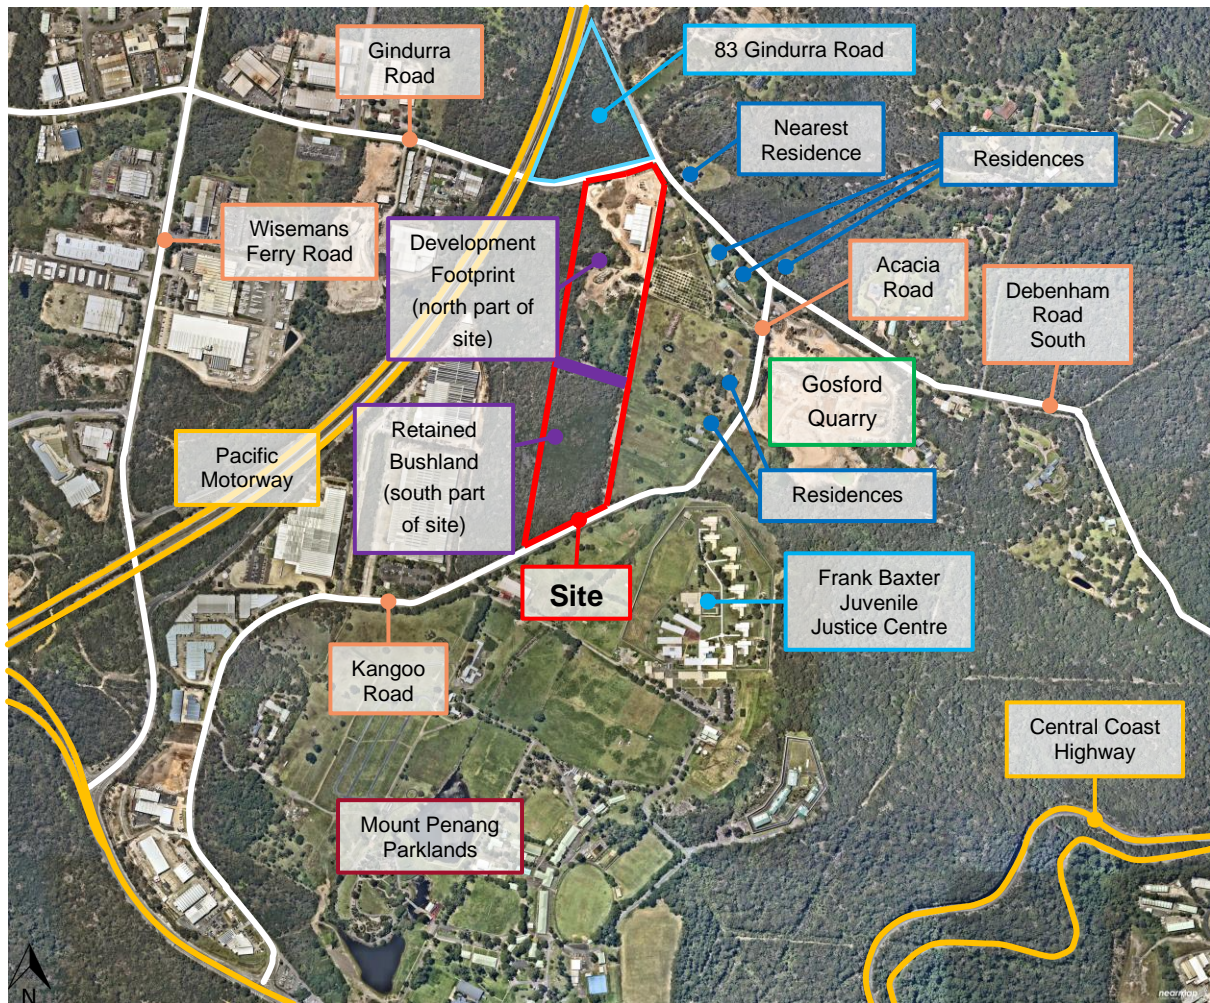 Gindurra
Road
83 Gindurra Road
Nearest
Residence
Residences
Wisemans
Ferry Road
Development
Footprint
(north part of
site)
Acacia
Road
Debenham
Road
South
Gosford
Quarry
Pacific
Motorway
Retained
Bushland
(south part
of site)
Residences
Site
Frank Baxter
Juvenile
Justice Centre
Kangoo
Road
Central Coast
Highway
Mount Penang
Parklands
N
nearmap